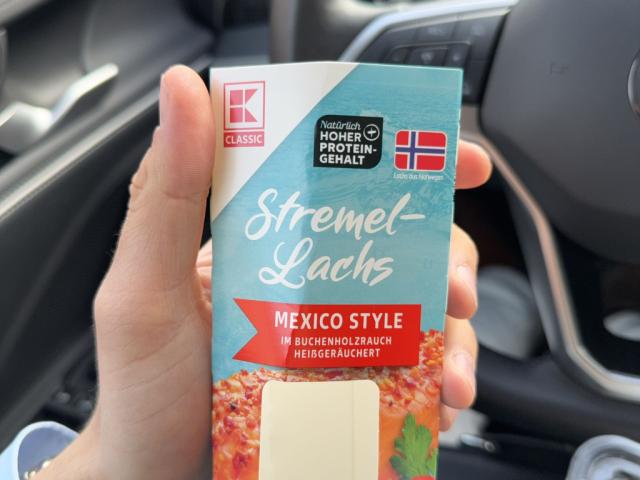 K
CLASSIC
Natürlich
HOHER
PROTEIN-
GEHALT
Lachs aus Norwegen
Stremel-
Lachs
MEXICO STYLE
IM BUCHENHOLZRAUCH
HEIßGERÄUCHERT